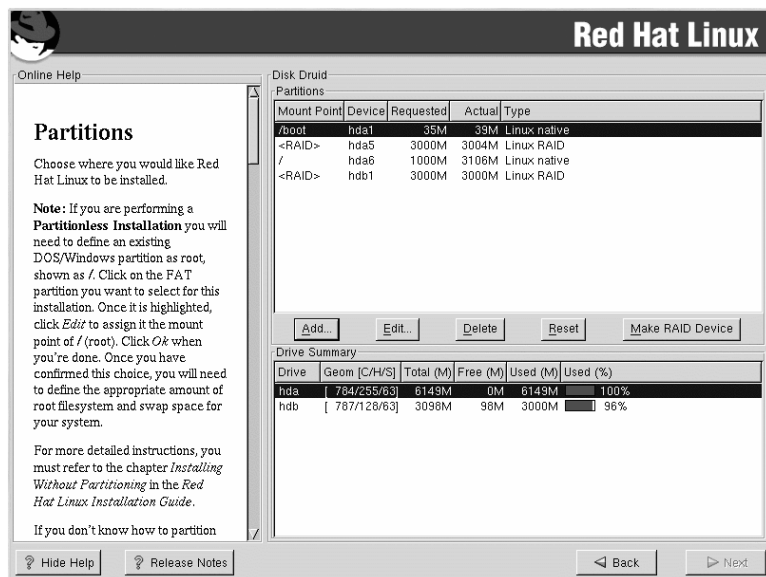 Red Hat Linux
Online Help
Partitions
Choose where you would like Red
Hat Linux to be installed.
Note: If you are performing a
Partitionless Installation you will
need to define an existing
DOS/Windows partition as root,
shown as /. Click on the FAT
partition you want to select for this
installation. Once it is highlighted,
click Edit to assign it the mount
point of / (root). Click Ok when
you're done. Once you have
confirmed this choice, you will need
to define the appropriate amount of
root filesystem and swap space for
your system.
For more detailed instructions, you
must refer to the chapter Installing
Without Partitioning in the Red
Hat Linux Installation Guide.
If you don't know how to partition
Disk Druid
Partitions
Mount Point Device Requested Actual Type
/boot hda1 35M 39M Linux native
<RAID> hda5 3000M 3004M Linux RAID
/ hda6 1000M 3106M Linux native
<RAID> hdb1 3000M 3000M Linux RAID
Add... Edit... Delete Reset Make RAID Device
Drive Summary
Drive Geom [C/H/S] Total (M) Free (M) Used (M) Used (%)
hda [ 784/255/63] 6149M 0M 6149M 100%
hdb [ 787/128/63] 3098M 98M 3000M 96%
Hide Help Release Notes Back Next